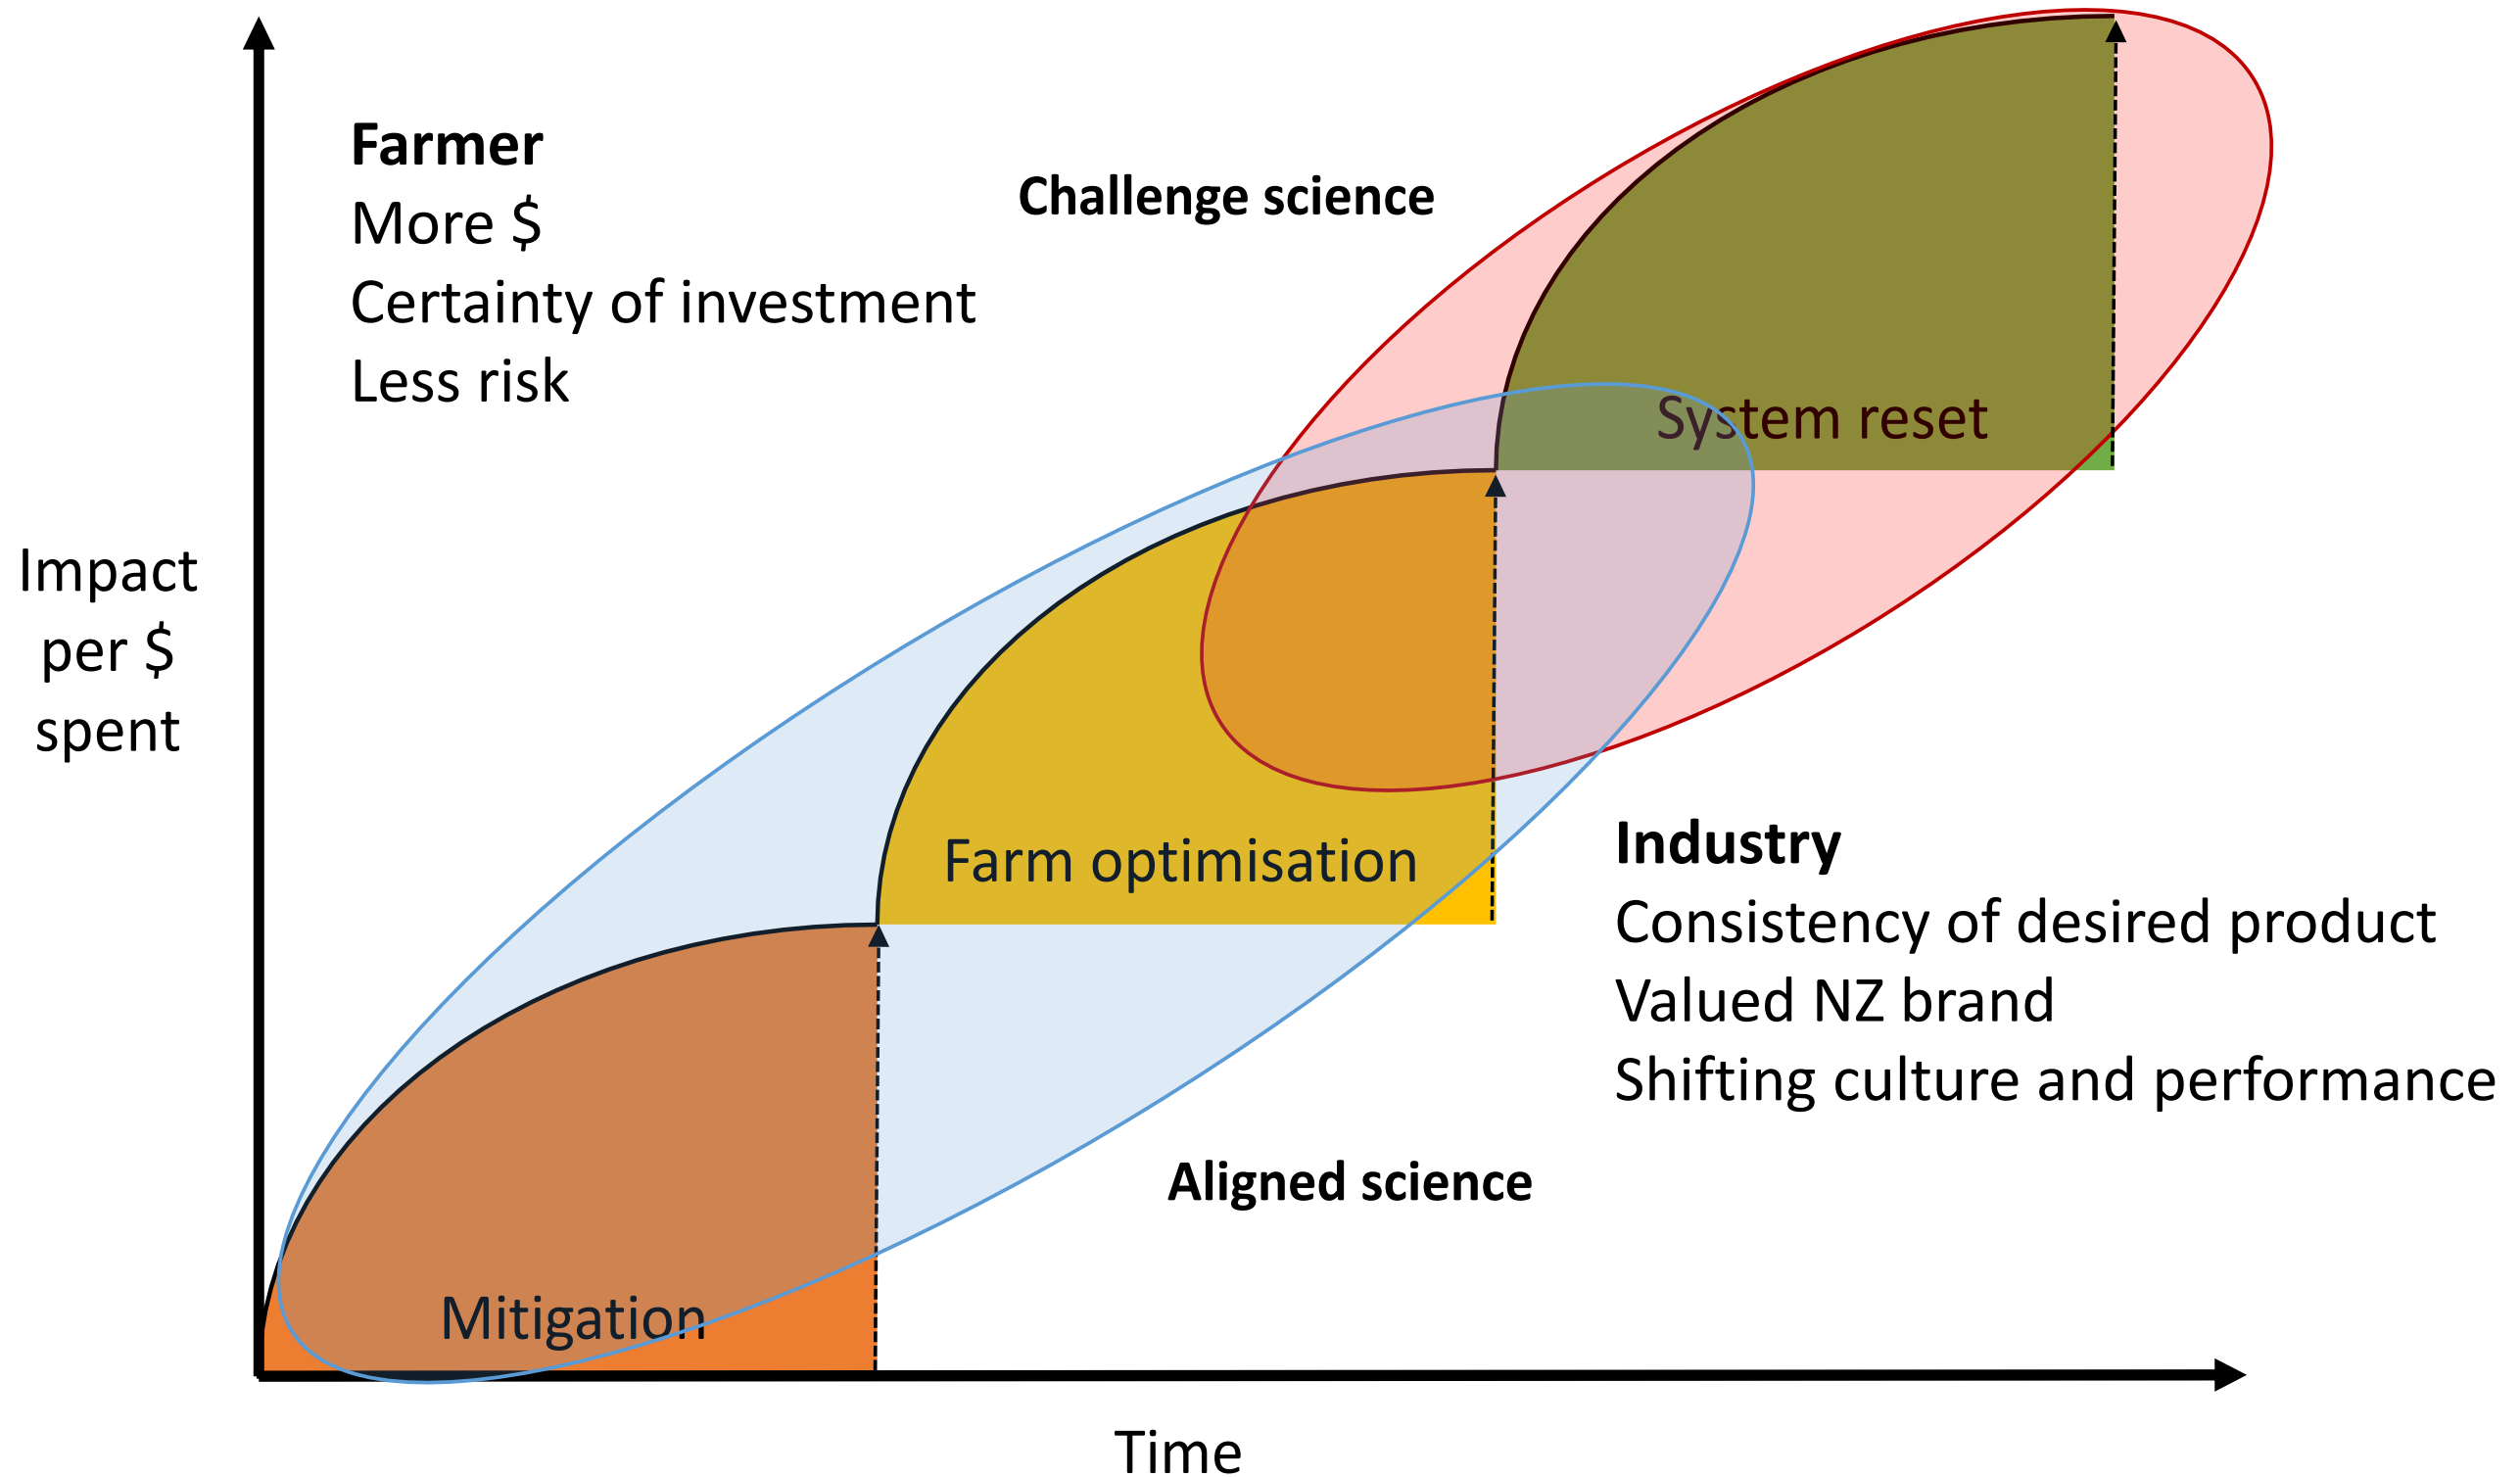 Farmer
More $
Certainty of investment
Less risk
Challenge science
System reset
Impact
per $
spent
Farm optimisation
Industry
Consistency of desired product
Valued NZ brand
Shifting culture and performance
Aligned science
Mitigation
Time